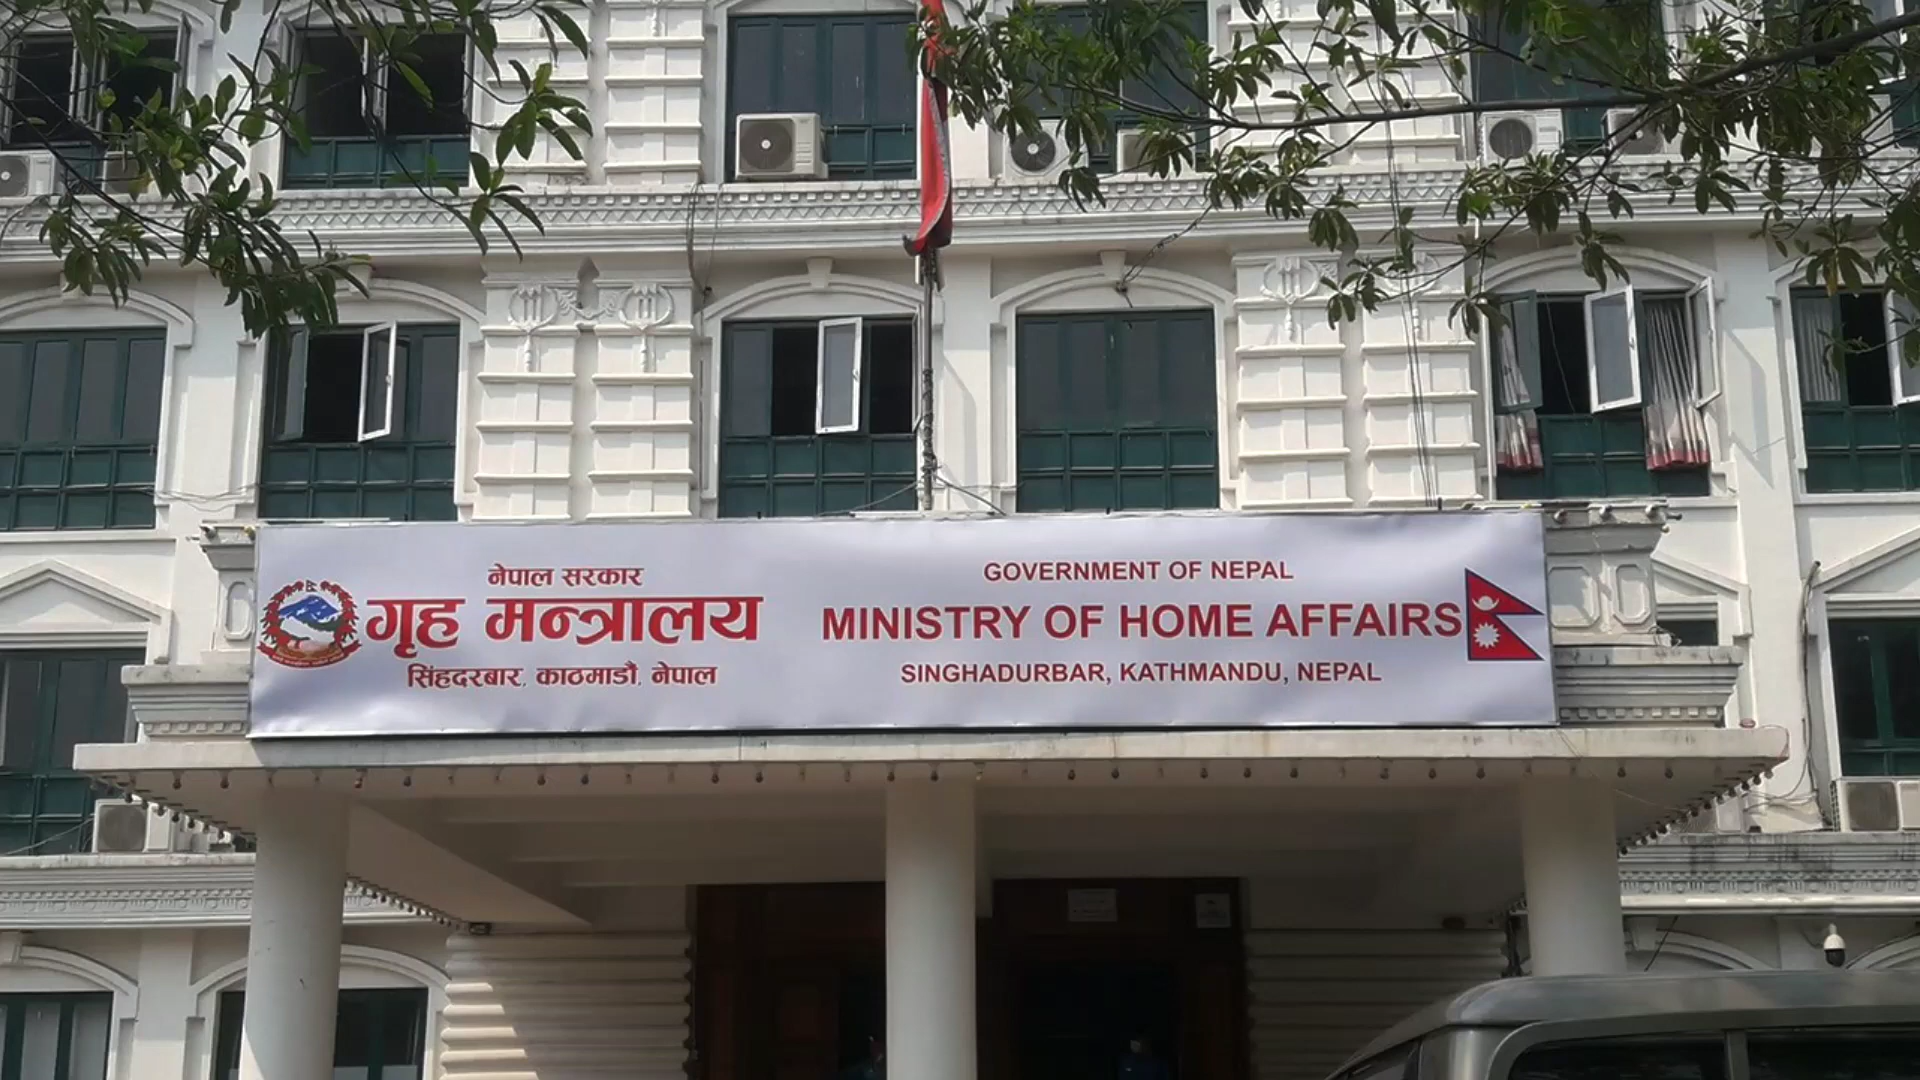 नेपाल सरकार
गृह मन्त्रालय
सिंहदरबार, काठमाडौं, नेपाल
GOVERNMENT OF NEPAL
MINISTRY OF HOME AFFAIRS
SINGHADURBAR, KATHMANDU, NEPAL